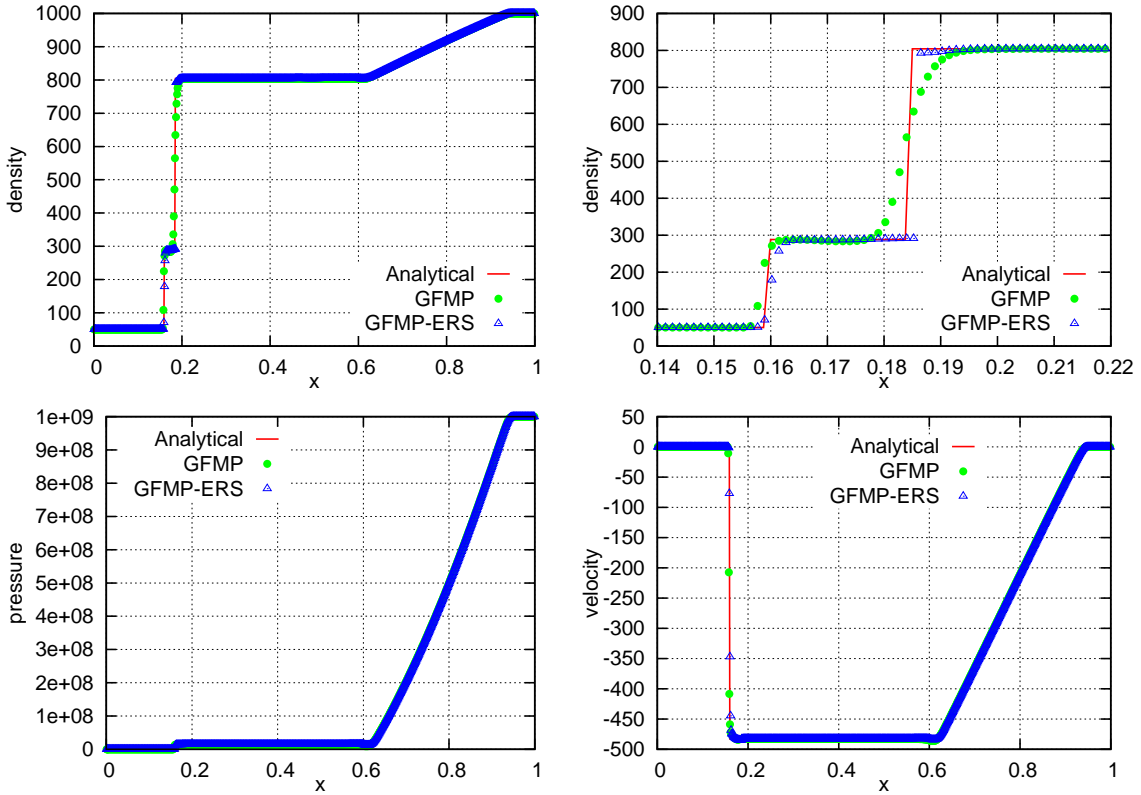 1000
900
800
700
600
500
400
300
200
100
0
density
0
0.2
0.4
0.6
0.8
1
x
Analytical
GFMP
GFMP-ERS
900
800
700
600
500
400
300
200
100
0
density
0.14
0.15
0.16
0.17
0.18
0.19
0.2
0.21
0.22
x
Analytical
GFMP
GFMP-ERS
1e+09
9e+08
8e+08
7e+08
6e+08
5e+08
4e+08
3e+08
2e+08
1e+08
0
pressure
0
0.2
0.4
0.6
0.8
1
x
Analytical
GFMP
GFMP-ERS
50
0
-50
-100
-150
-200
-250
-300
-350
-400
-450
-500
velocity
0
0.2
0.4
0.6
0.8
1
x
Analytical
GFMP
GFMP-ERS